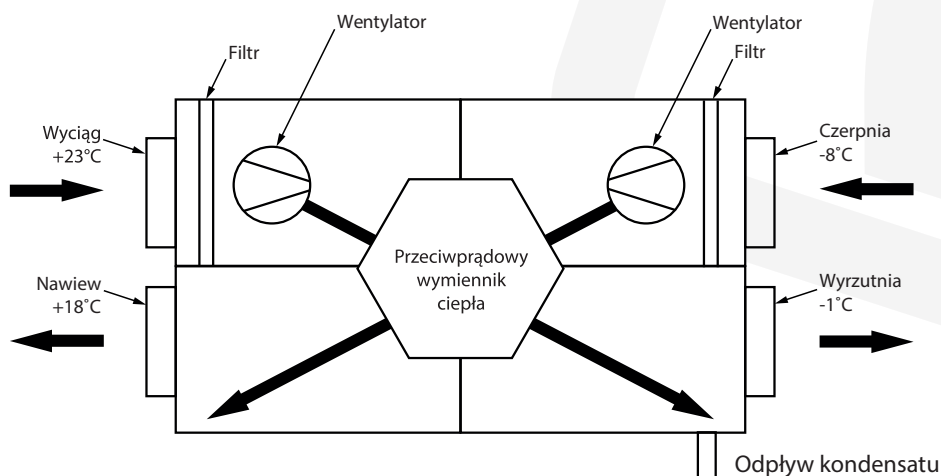 Wentylator
Filtr
Wyciąg
+23°C
Nawiew
+18°C
Przeciwprądowy
wymiennik
ciepła
Wentylator
Filtr
Czerpnia
-8°C
Wyrzutnia
-1°C
Odpływ kondensatu